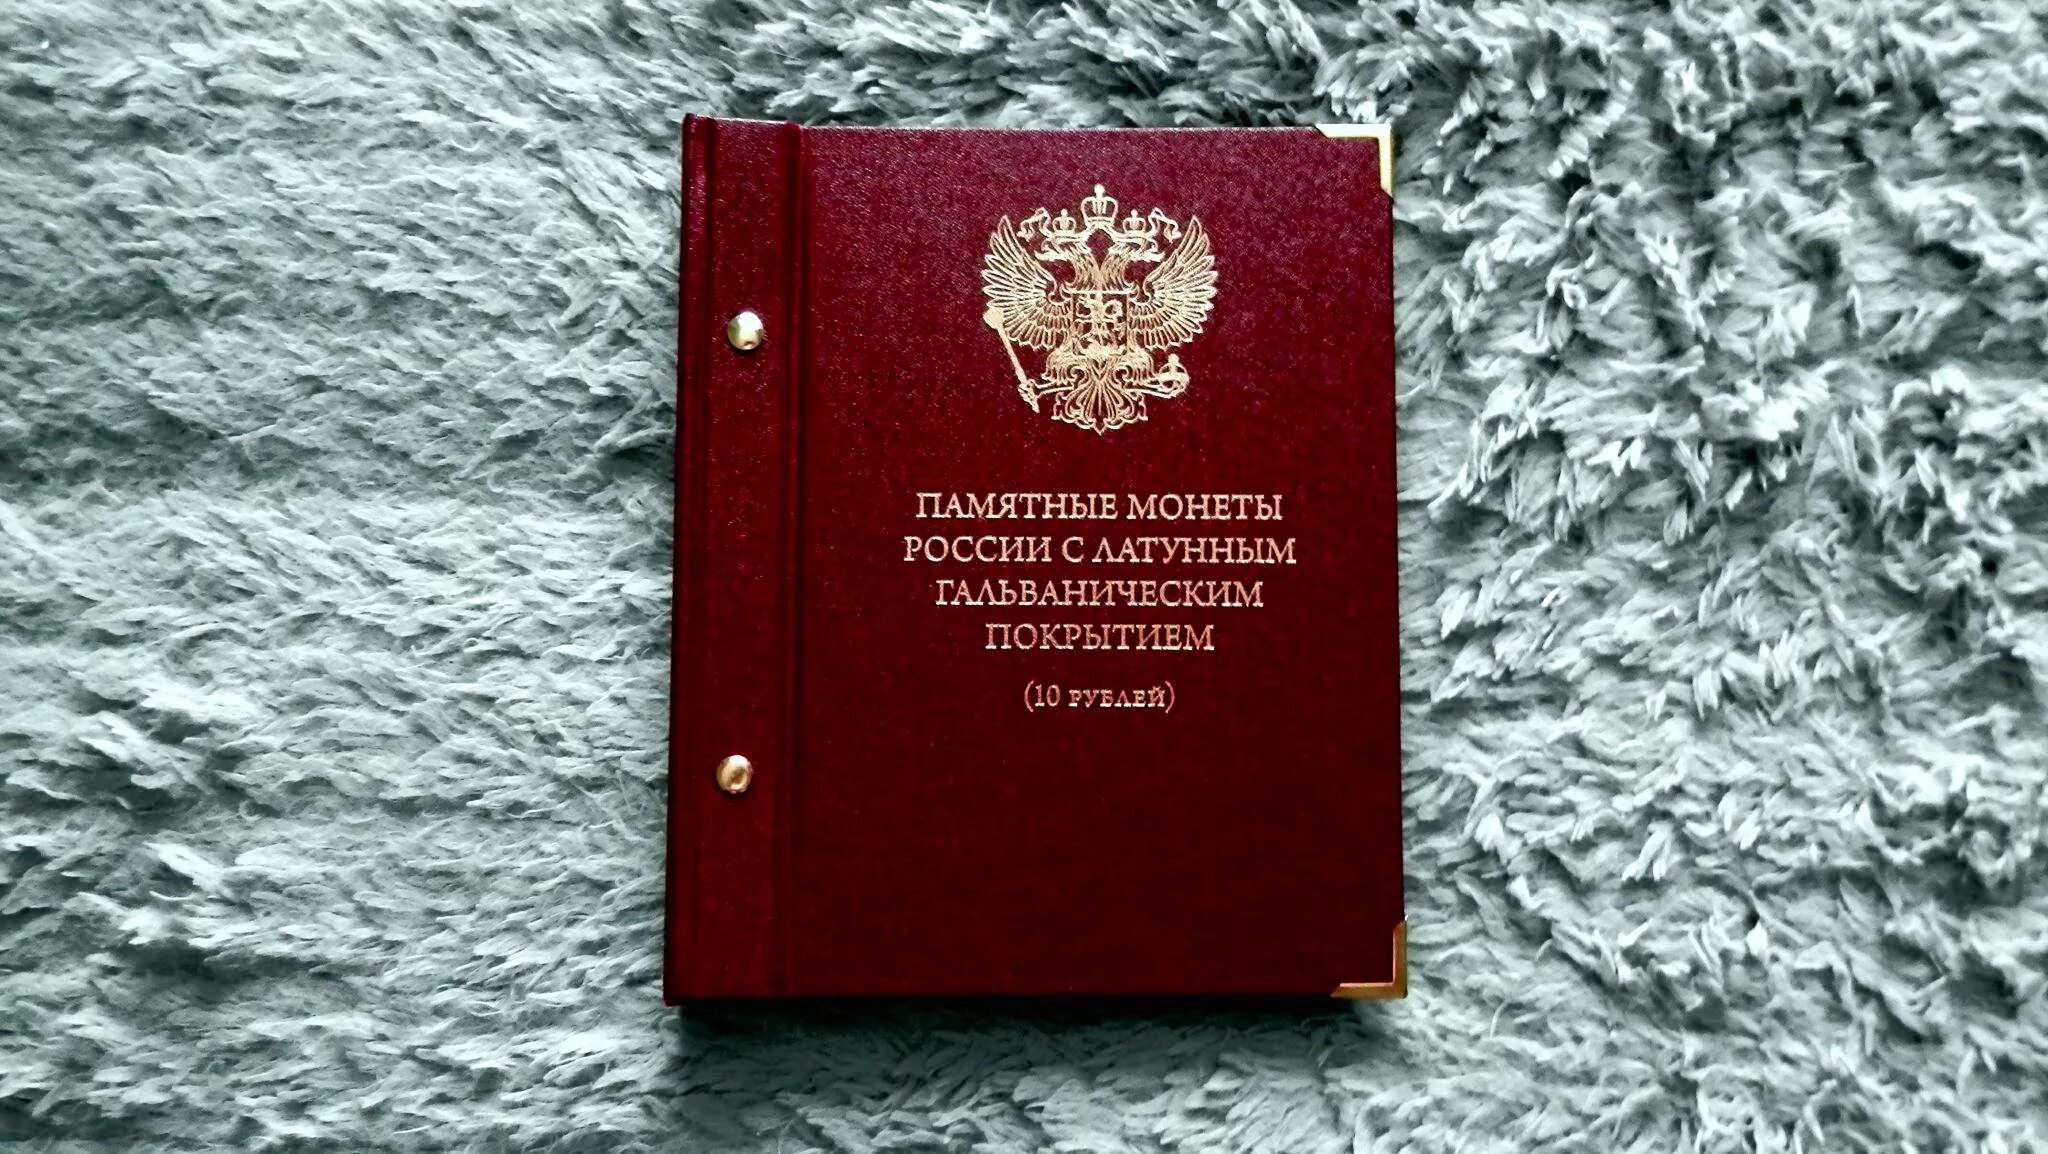 ПАМЯТНЫЕ МОНЕТЫ
РОССИИ С ЛАТУННЫМ
ГАЛЬВАНИЧЕСКИМ
ПОКРЫТИЕМ
(10 РУБЛЕЙ)